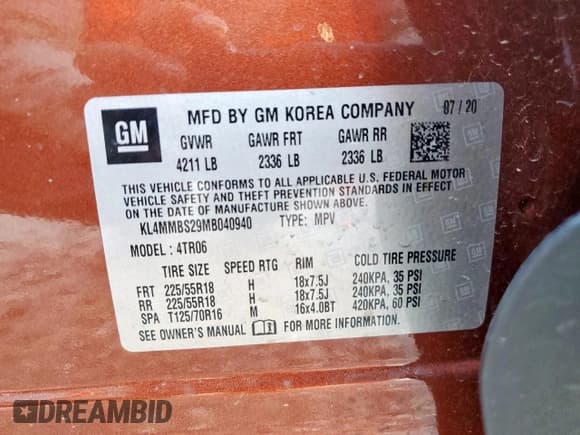 GM
MFD BY GM KOREA COMPANY 07/20
GVWR GAWR FRT GAWR RR
4211 LB 2336 LB 2336 LB
THIS VEHICLE CONFORMS TO ALL APPLICABLE U.S. FEDERAL MOTOR
VEHICLE SAFETY AND THEFT PREVENTION STANDARDS IN EFFECT
ON THE DATE OF MANUFACTURE SHOWN ABOVE.
KL4MMBS29MB040940 TYPE: MPV
MODEL: 4TR06
TIRE SIZE SPEED RTG RIM COLD TIRE PRESSURE
FRT 225/55R18 H 18x7.5J 240KPA, 35 PSI
RR 225/55R18 H 18x7.5J 240KPA, 35 PSI
SPA T125/70R16 M 16x4.0BT 420KPA, 60 PSI
SEE OWNER'S MANUAL FOR MORE INFORMATION
DREAMBID